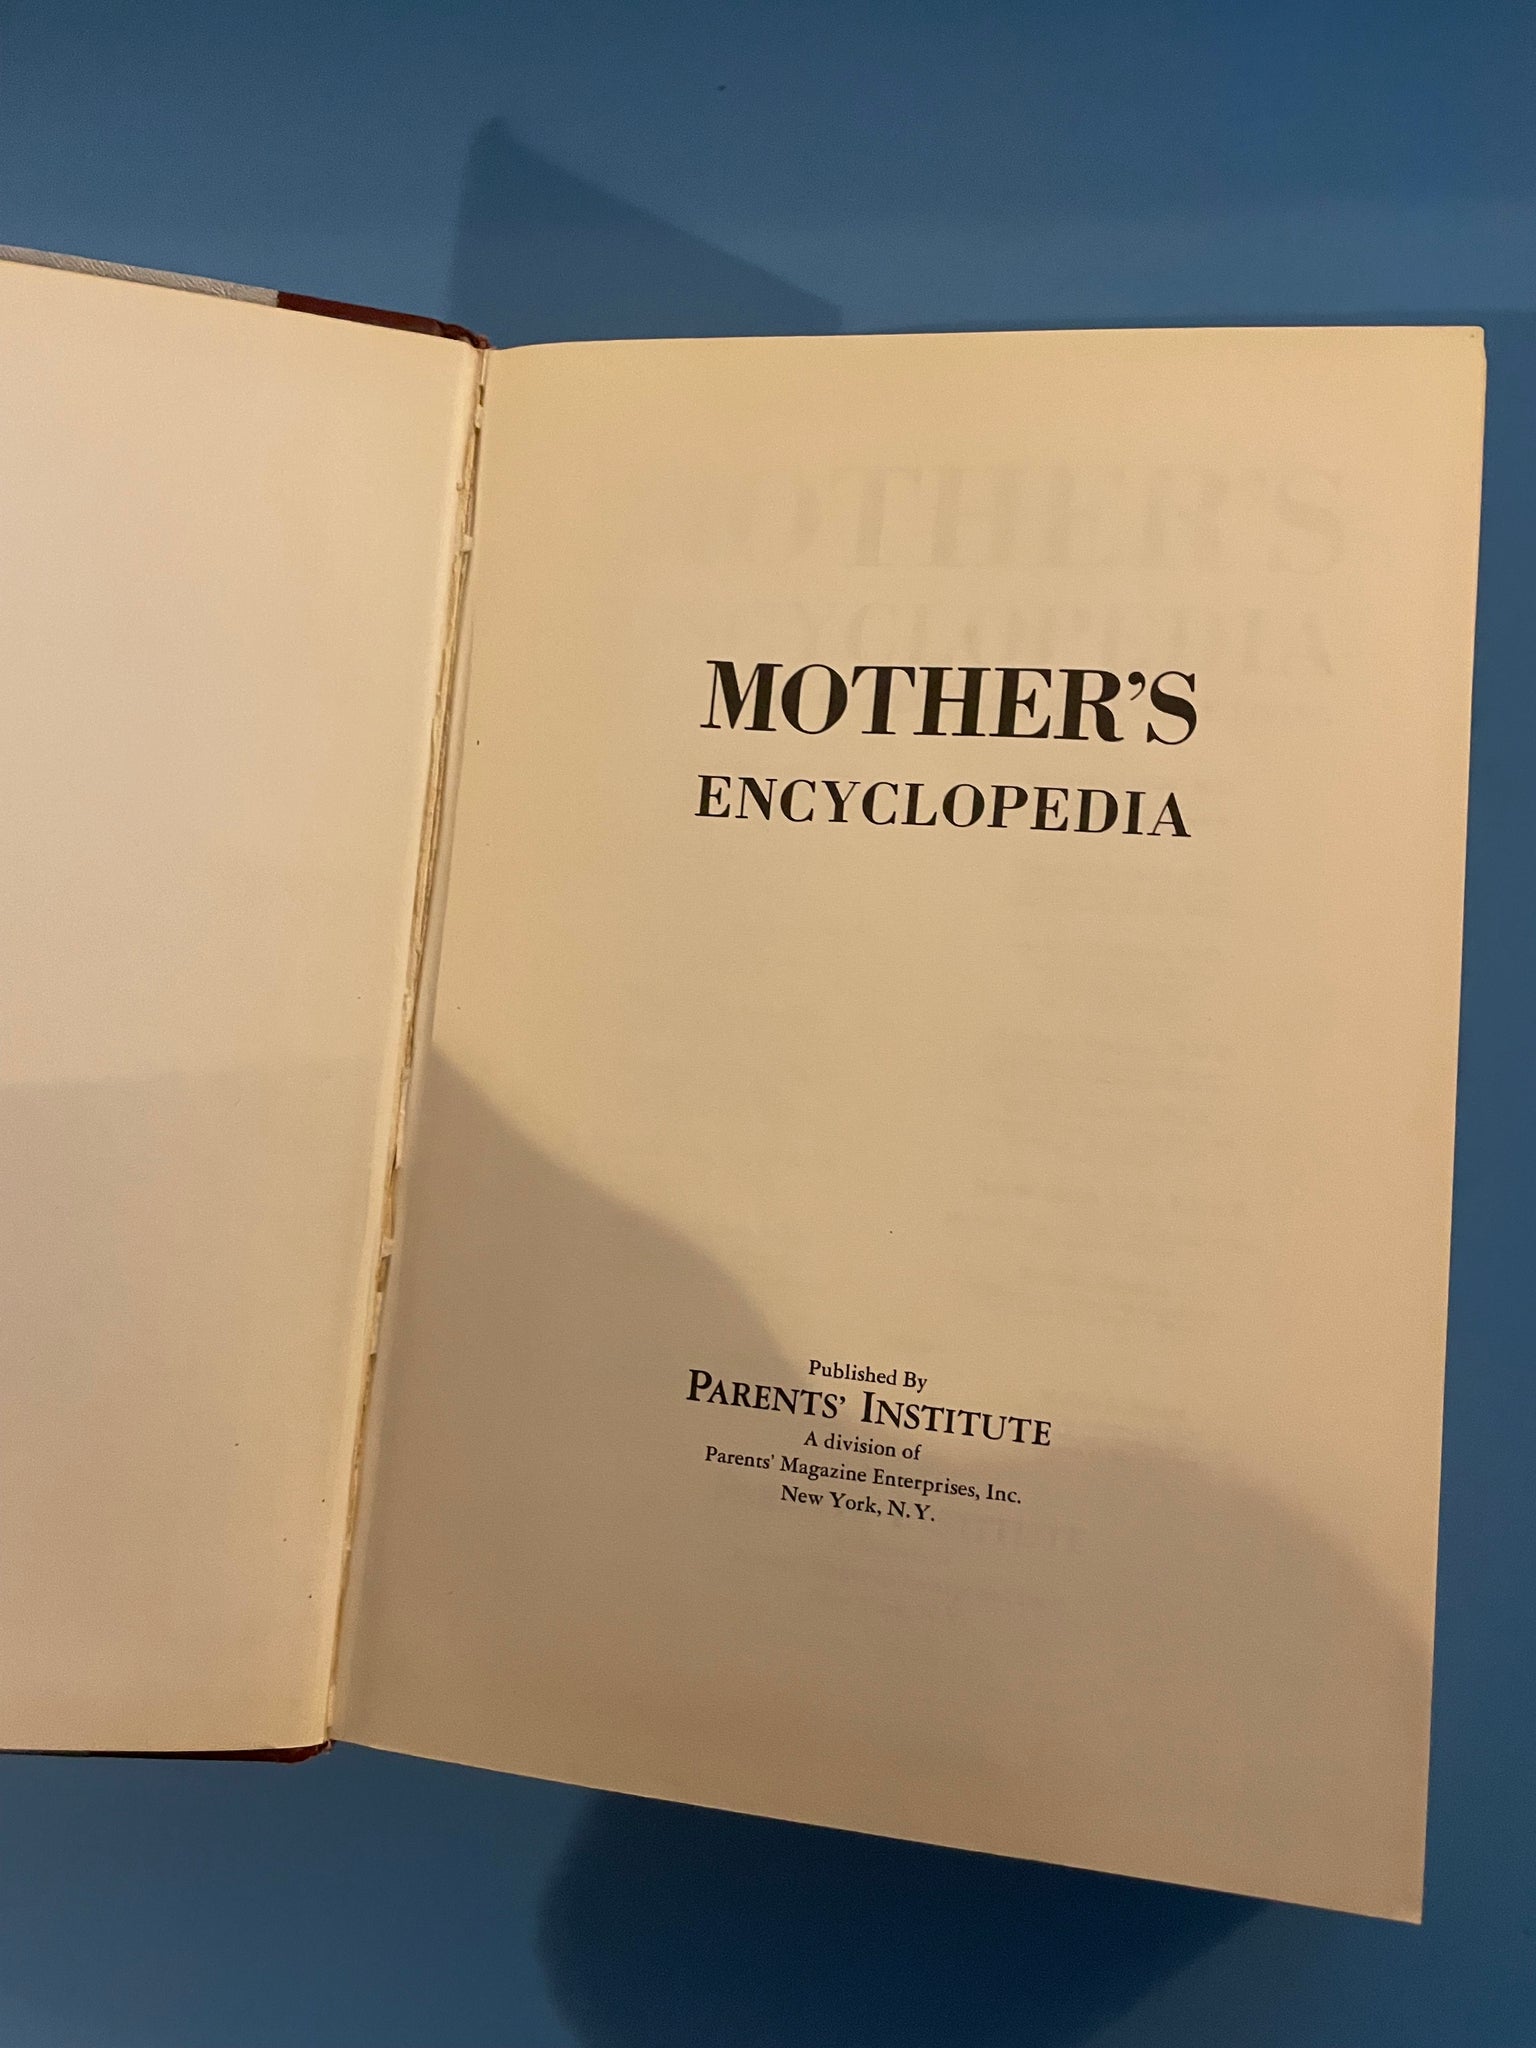 MOTHER'S
ENCYCLOPEDIA
Published By
PARENTS' INSTITUTE
A division of
Parents' Magazine Enterprises, Inc.
New York, N.Y.